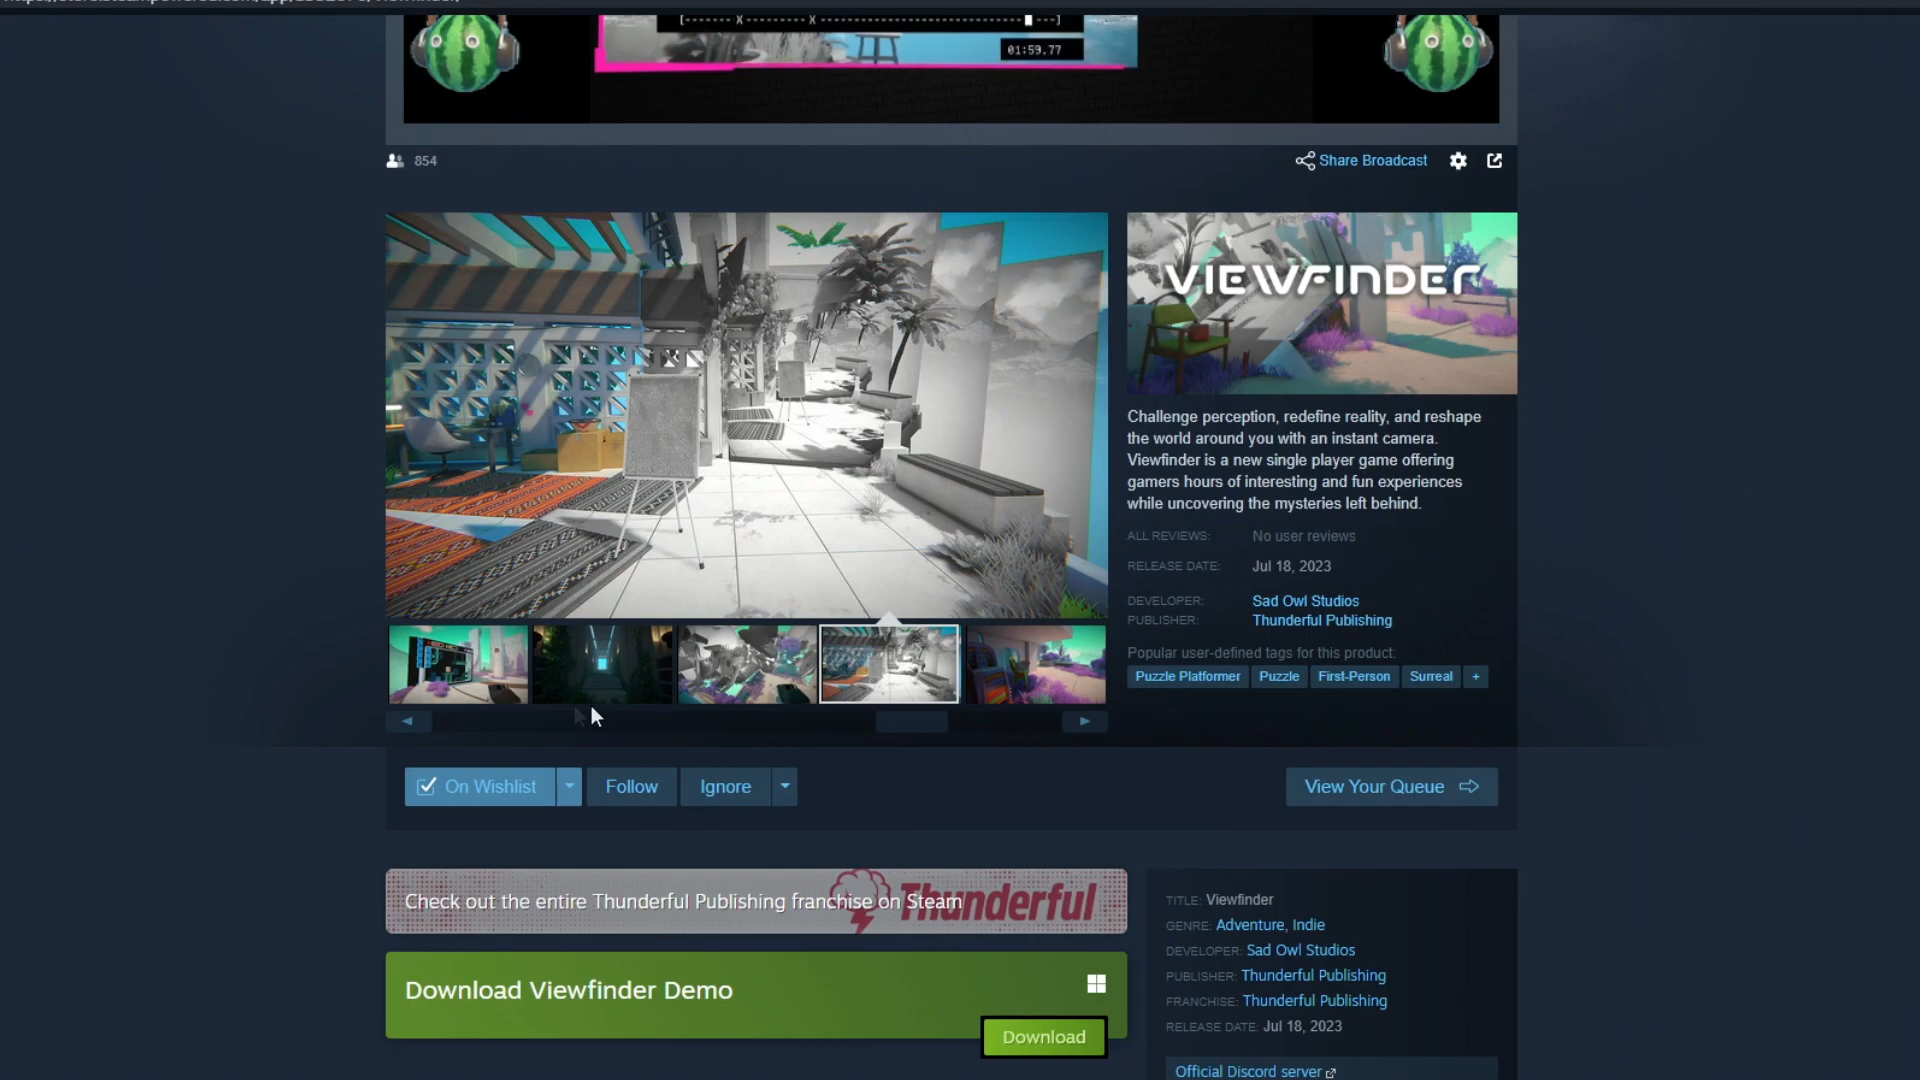 [------X---------X---------------------------■---]
01:59.77
854
Share Broadcast
VIEWFINDER
Challenge perception, redefine reality, and reshape
the world around you with an instant camera.
Viewfinder is a new single player game offering
gamers hours of interesting and fun experiences
while uncovering the mysteries left behind.
ALL REVIEWS: No user reviews
RELEASE DATE: Jul 18, 2023
DEVELOPER: Sad Owl Studios
PUBLISHER: Thunderful Publishing
Popular user-defined tags for this product:
Puzzle Platformer Puzzle First-Person Surreal +
On Wishlist Follow Ignore View Your Queue
Check out the entire Thunderful Publishing franchise on Steam
Thunderful
Download Viewfinder Demo
Download
TITLE: Viewfinder
GENRE: Adventure, Indie
DEVELOPER: Sad Owl Studios
PUBLISHER: Thunderful Publishing
FRANCHISE: Thunderful Publishing
RELEASE DATE: Jul 18, 2023
Official Discord server